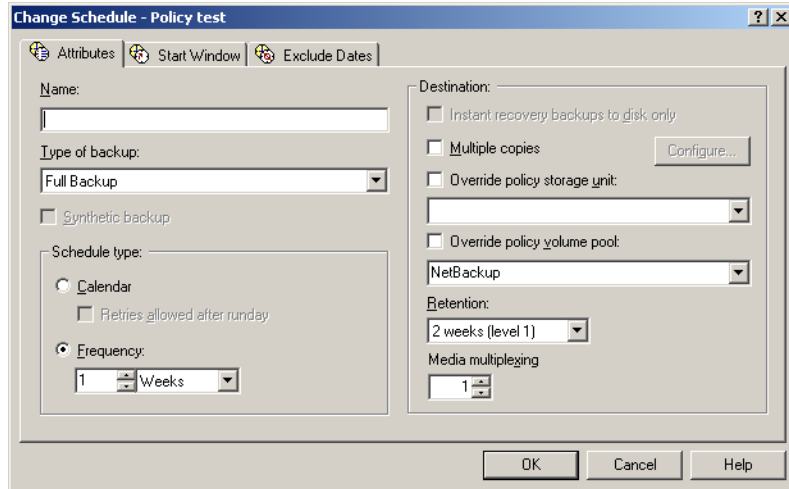 Change Schedule - Policy test
Attributes
Start Window
Exclude Dates
Name:
Type of backup:
Full Backup
Synthetic backup
Schedule type:
Calendar
Retries allowed after runday
Frequency:
1 Weeks
Destination:
Instant recovery backups to disk only
Multiple copies
Configure...
Override policy storage unit:
Override policy volume pool:
NetBackup
Retention:
2 weeks (level 1)
Media multiplexing
1
OK
Cancel
Help